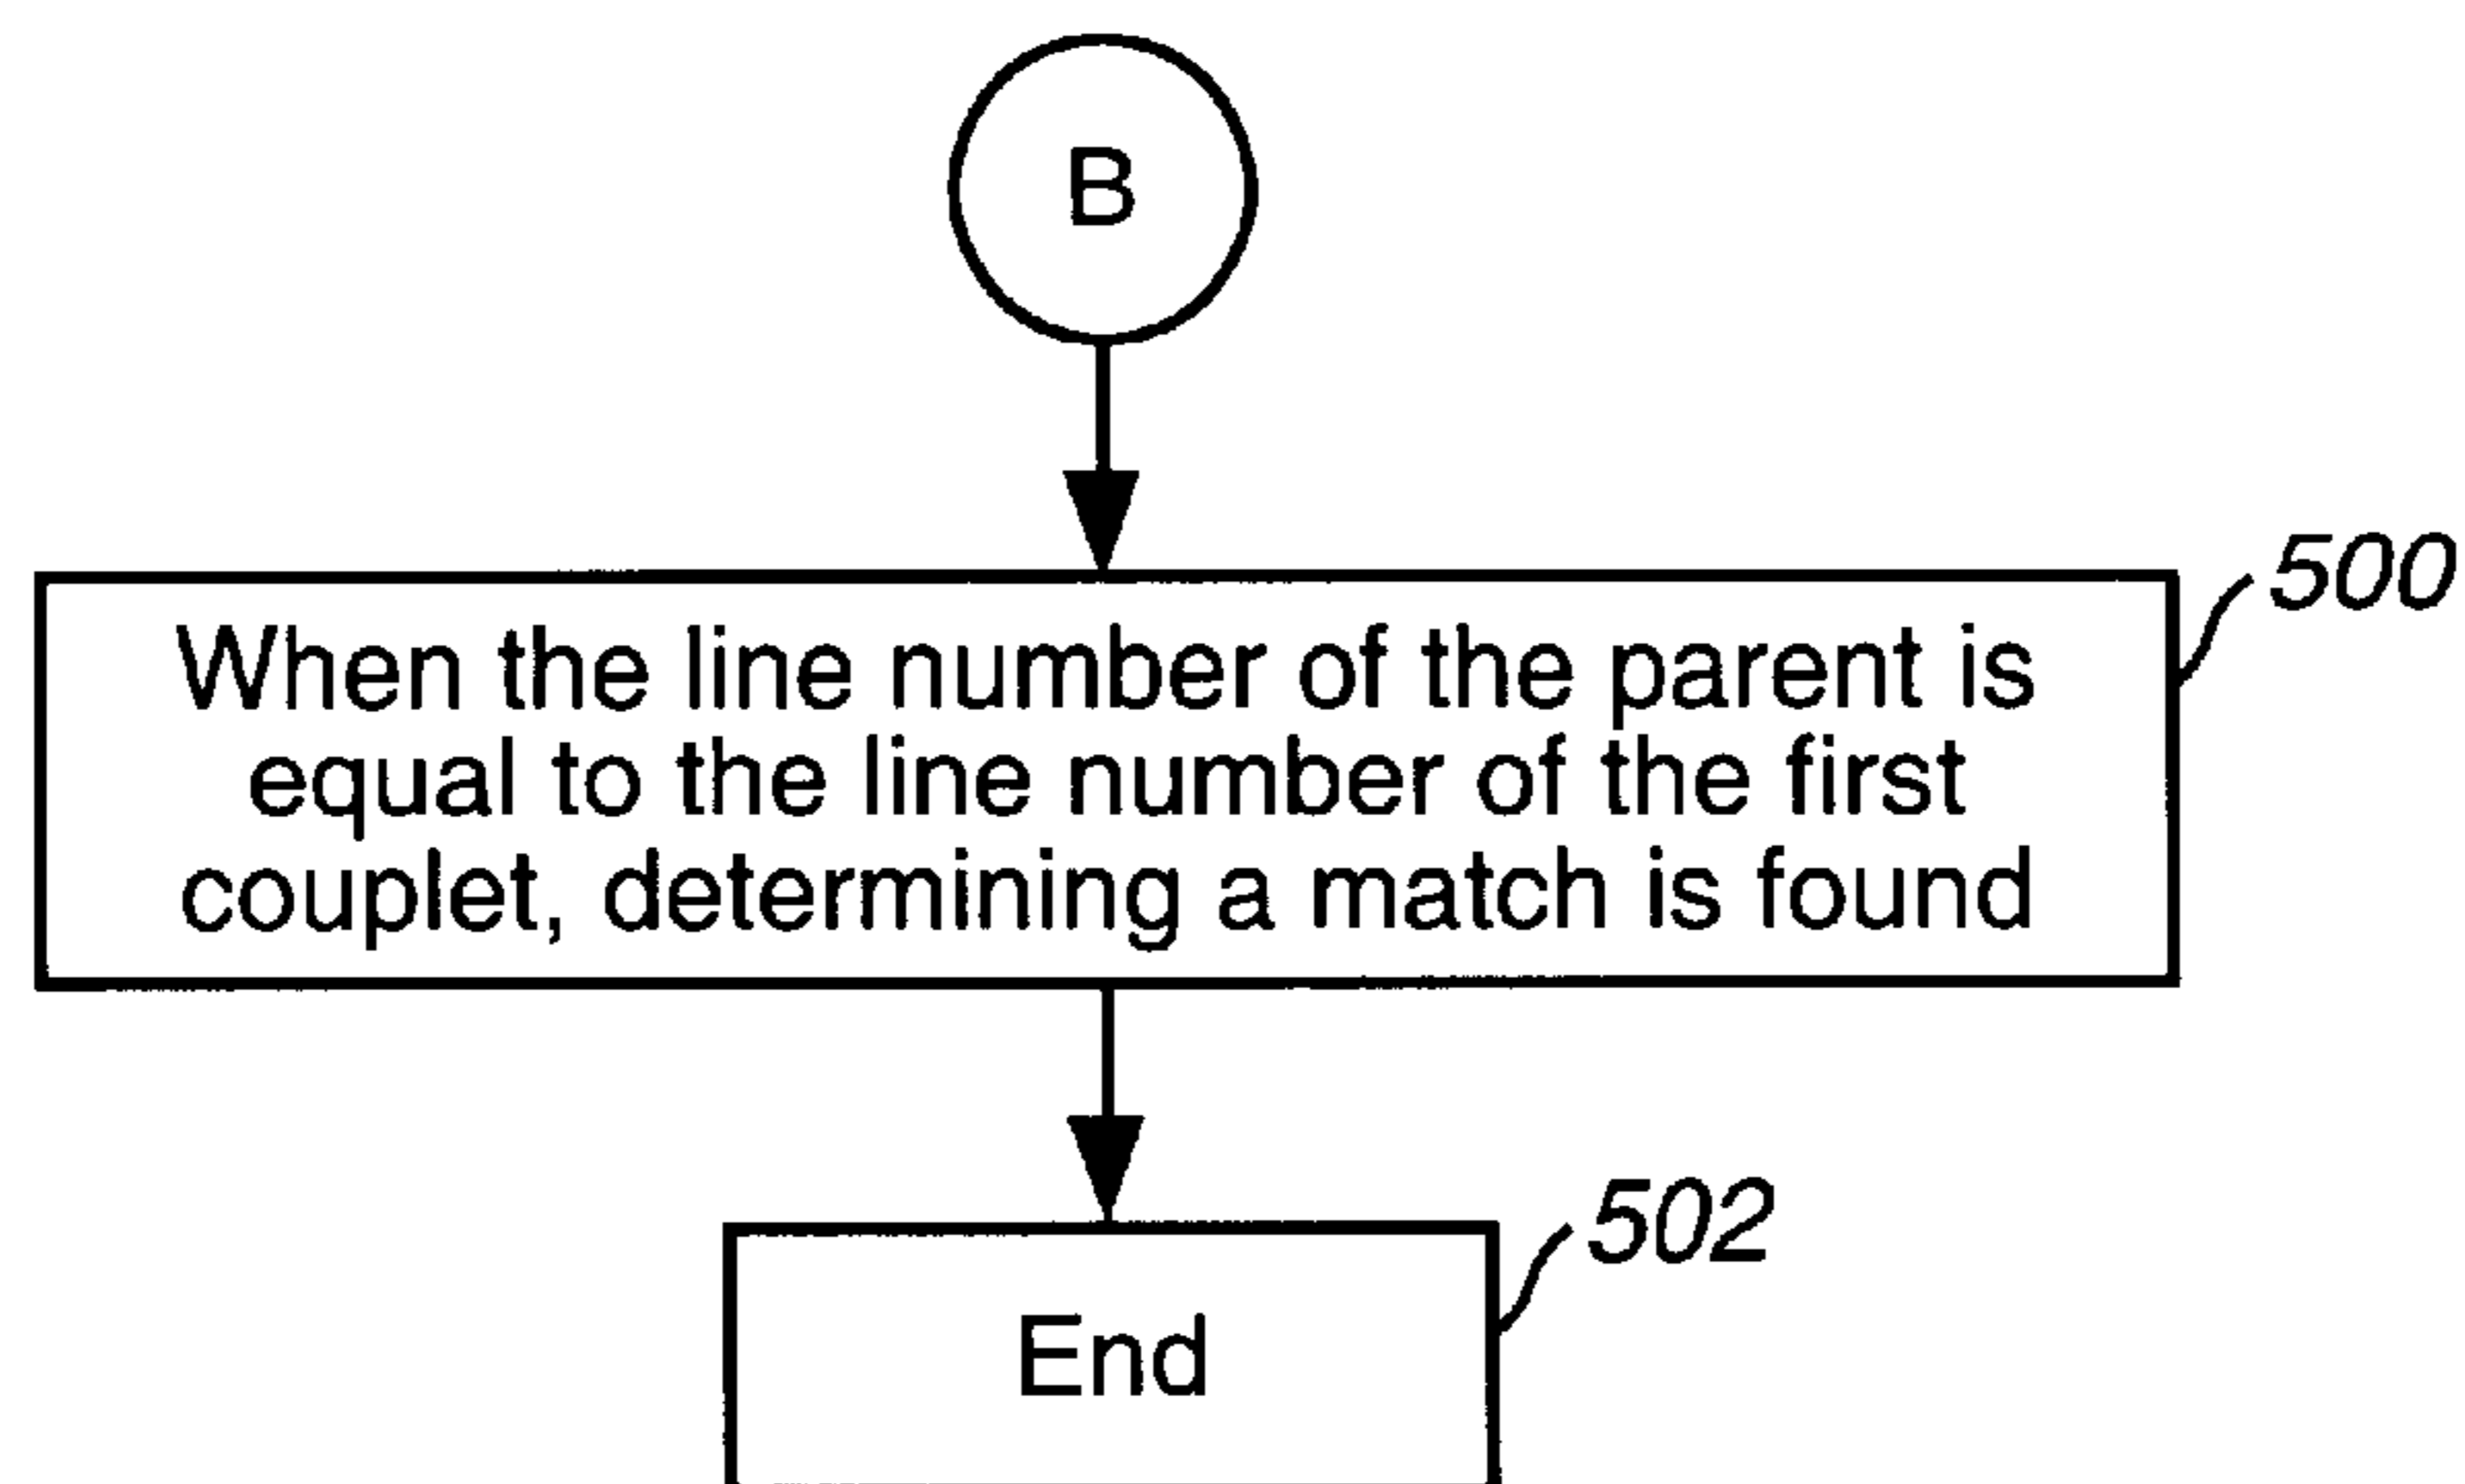 B
500
When the line number of the parent is
equal to the line number of the first
couplet, determining a match is found
502
End